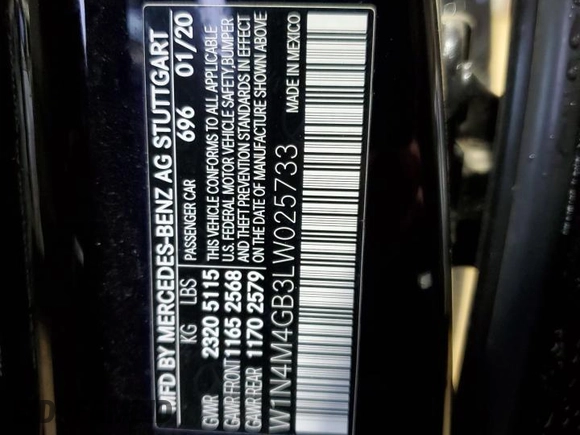 MFD BY MERCEDES-BENZ AG STUTTGART
KG LBS PASSENGER CAR 696 01/20
GVWR 2320 5115 THIS VEHICLE CONFORMS TO ALL APPLICABLE
GAWR FRONT 1165 2568 U.S. FEDERAL MOTOR VEHICLE SAFETY, BUMPER
GAWR REAR 1170 2579 AND THEFT PREVENTION STANDARDS IN EFFECT
ON THE DATE OF MANUFACTURE SHOWN ABOVE
W1N4M4GB3LW025733 MADE IN MEXICO